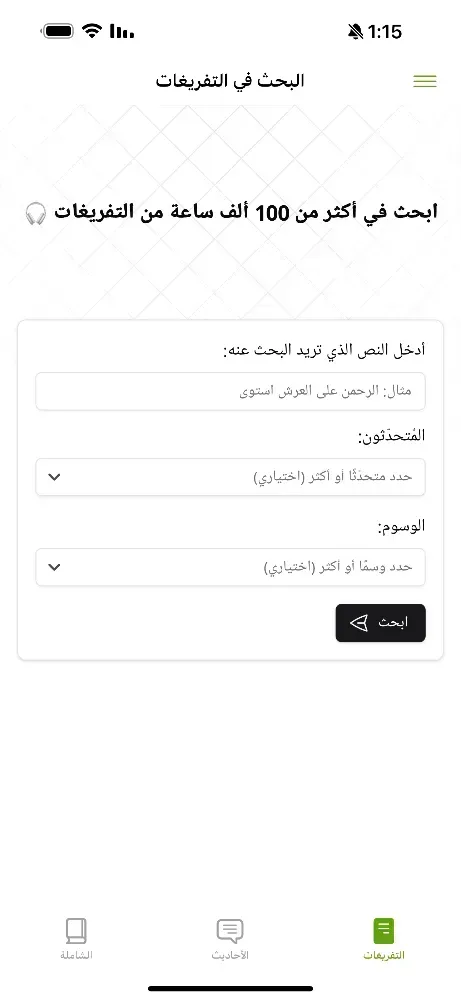 1:15
البحث في التفريغات
ابحث في أكثر من 100 ألف ساعة من التفريغات 🎧
أدخل النص الذي تريد البحث عنه:
مثال: الرحمن على العرش استوى
المُتحدّثون:
حدد متحدّثًا أو أكثر (اختياري)
الوسوم:
حدد وسمًا أو أكثر (اختياري)
ابحث
التفريغات
الأحاديث
الشاملة